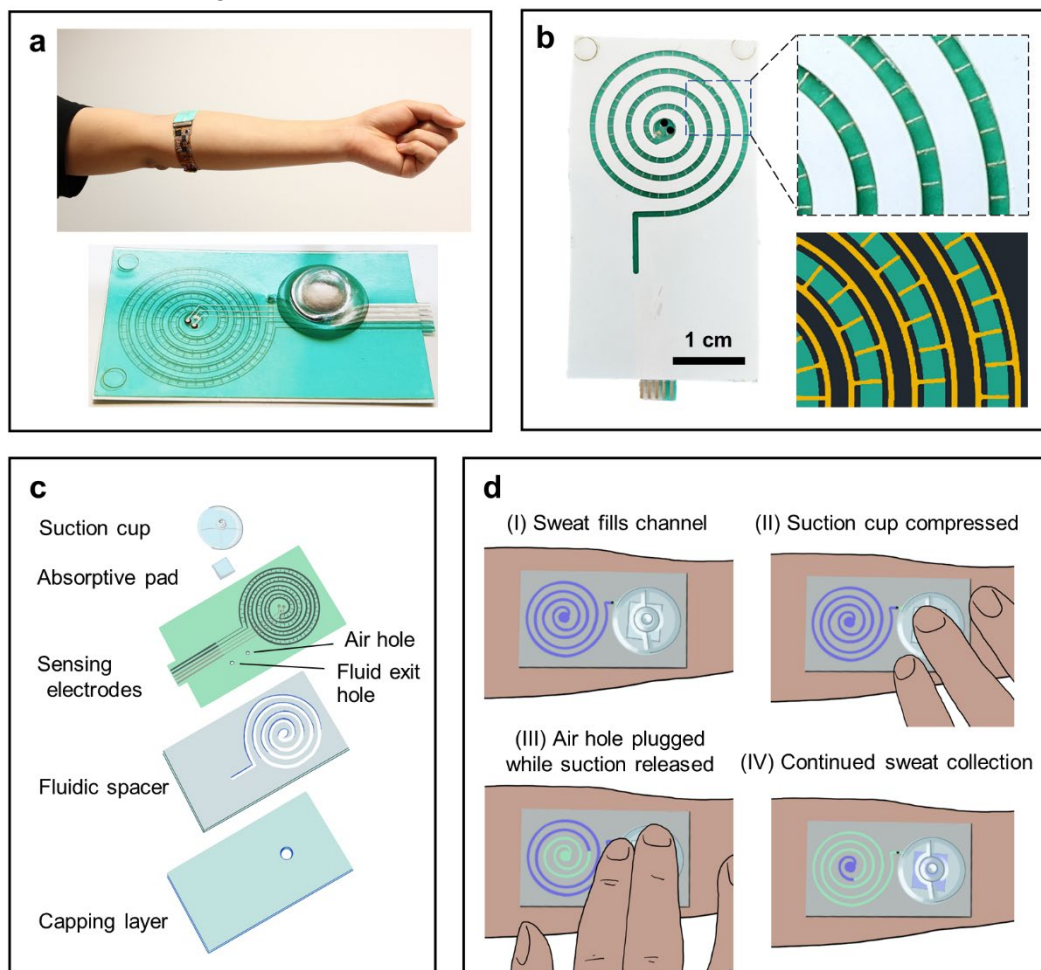 a
b
1 cm
c
Suction cup
Absorptive pad
Air hole
Sensing
electrodes
Fluid exit
hole
Fluidic spacer
Capping layer
d
(I) Sweat fills channel
(II) Suction cup compressed
(III) Air hole plugged
while suction released
(IV) Continued sweat collection